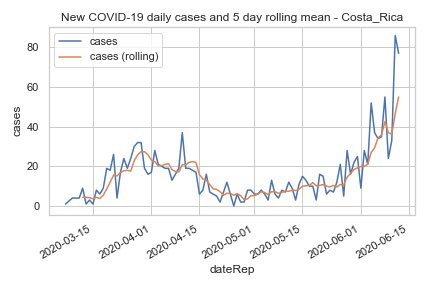 New COVID-19 daily cases and 5 day rolling mean - Costa_Rica
cases
cases (rolling)
cases
80
60
40
20
0
2020-03-15
2020-04-01
2020-04-15
2020-05-01
2020-05-15
2020-06-01
2020-06-15
dateRep